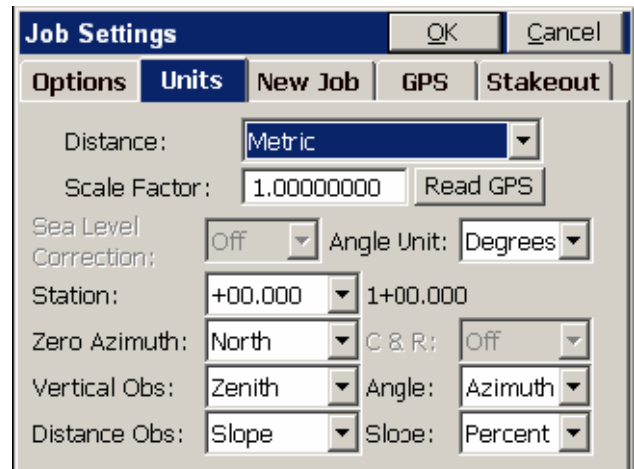 Job Settings OK Cancel
Options Units New Job GPS Stakeout
Distance: Metric
Scale Factor: 1.00000000 Read GPS
Sea Level
Correction: Off Angle Unit: Degrees
Station: +00.000 1+00.000
Zero Azimuth: North C & R: Off
Vertical Obs: Zenith Angle: Azimuth
Distance Obs: Slope Slope: Percent